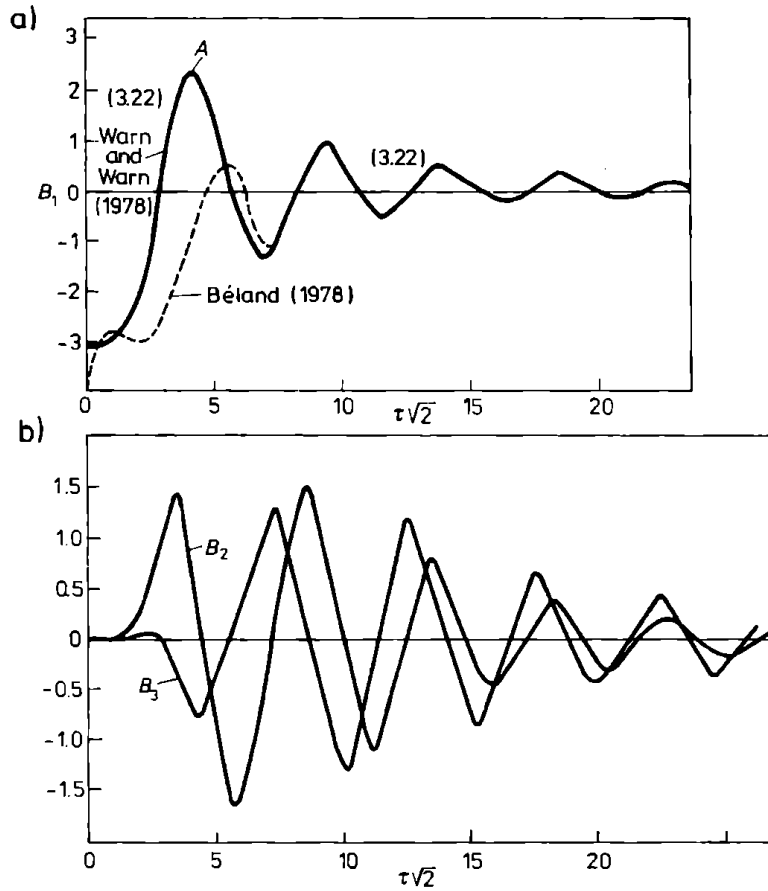 a)
3
2
1
0
-1
-2
-3
B₁
A
(3.22)
Warn
and
Warn
(1978)
(3.22)
Béland (1978)
0
5
10
15
20
τ√2
b)
1.5
1.0
0.5
0
-0.5
-1.0
-1.5
B₂
B₃
0
5
10
15
20
τ√2